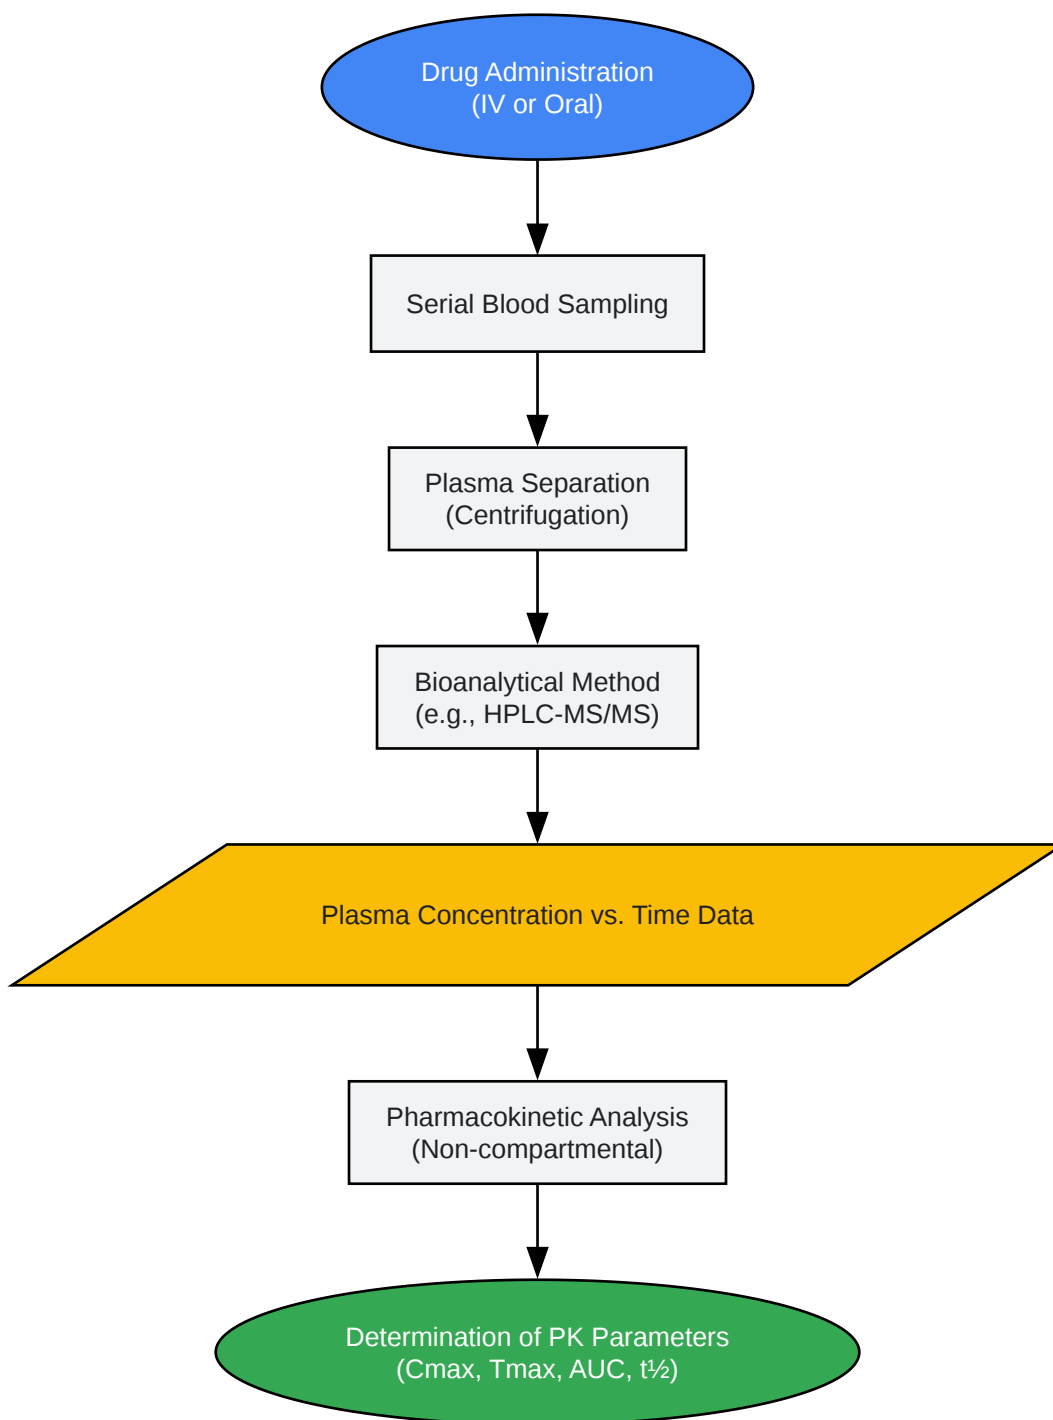 Drug Administration
(IV or Oral)
Serial Blood Sampling
Plasma Separation
(Centrifugation)
Bioanalytical Method
(e.g., HPLC-MS/MS)
Plasma Concentration vs. Time Data
Pharmacokinetic Analysis
(Non-compartmental)
Determination of PK Parameters
(Cmax, Tmax, AUC, t½)